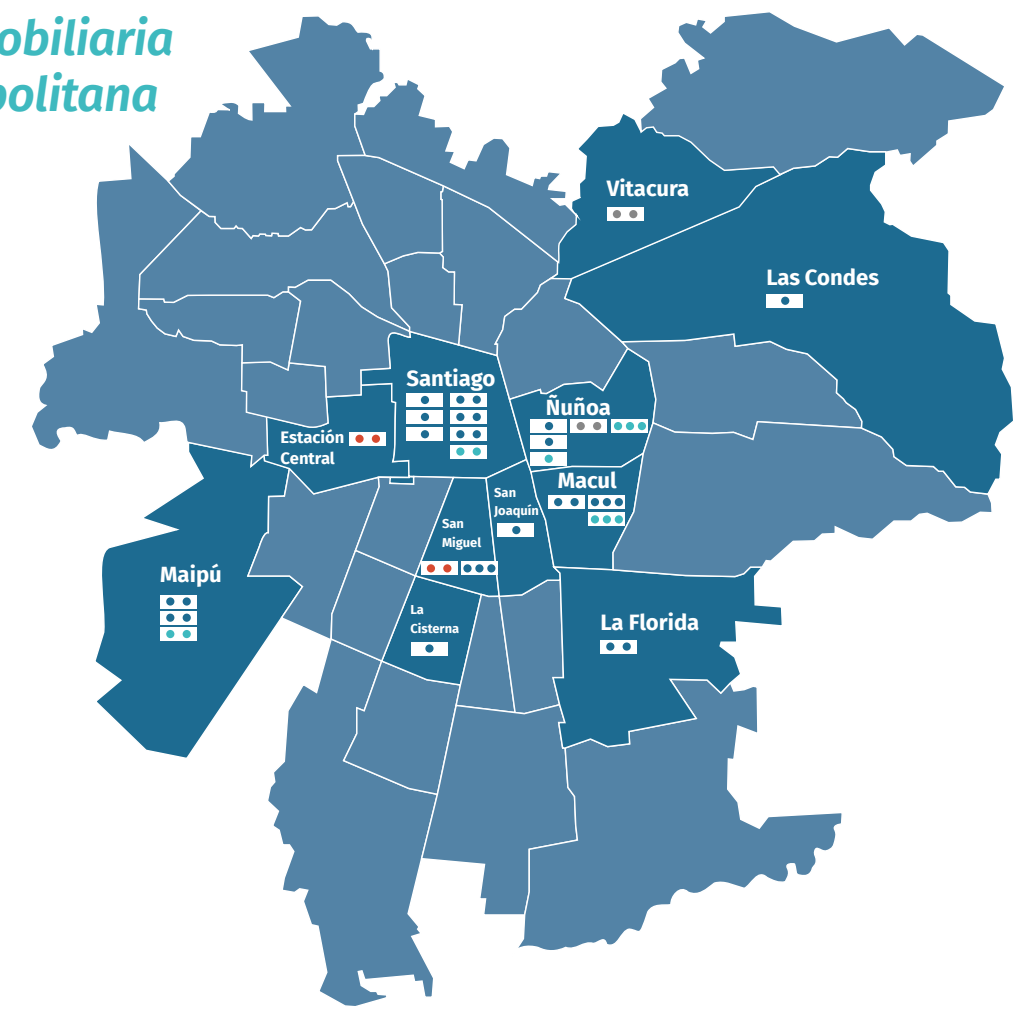 obiliaria
politana
Vitacura
Las Condes
Santiago
Ñuñoa
Estación
Central
Macul
San
Joaquín
San
Miguel
Maipú
La
Cisterna
La Florida